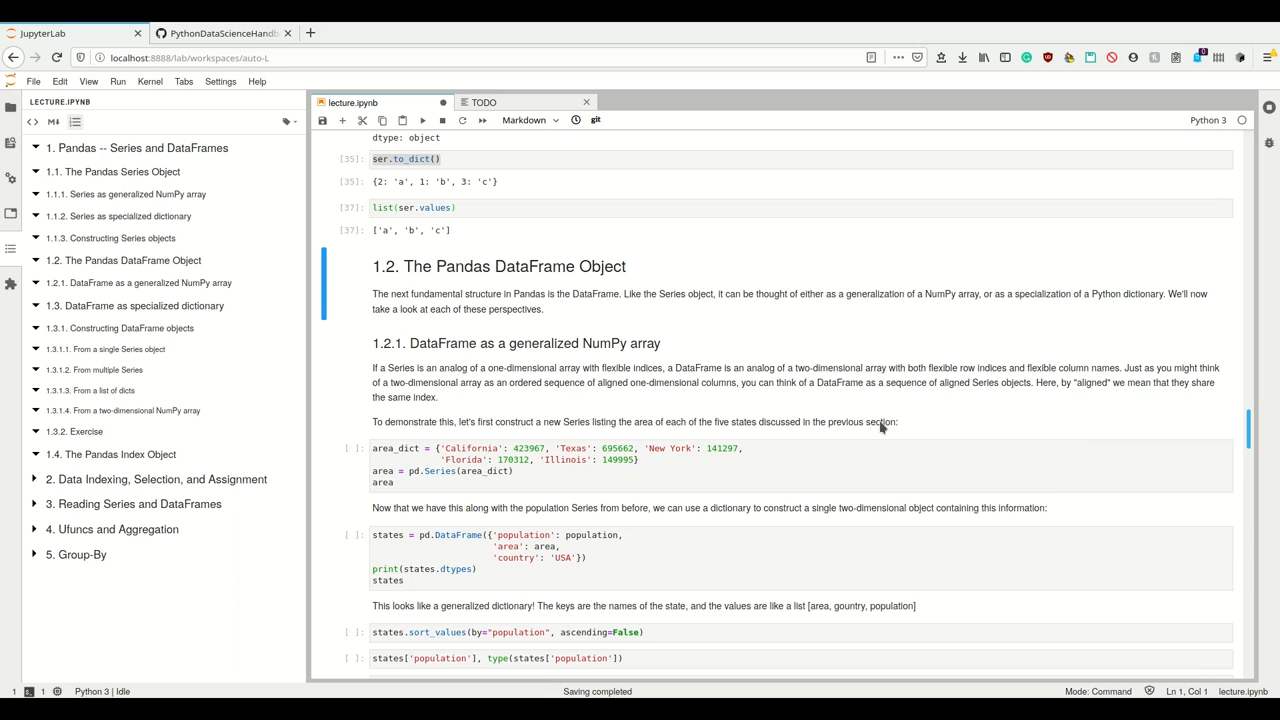 JupyterLab
PythonDataScienceHandb
localhost:8888/lab/workspaces/auto-L
0
File Edit View Run Kernel Tabs Settings Help
LECTURE.IPYNB
lecture.ipynb
TODO
Markdown
git
Python 3
1. Pandas -- Series and DataFrames
1.1. The Pandas Series Object
1.1.1. Series as generalized NumPy array
1.1.2. Series as specialized dictionary
1.1.3. Constructing Series objects
1.2. The Pandas DataFrame Object
1.2.1. DataFrame as a generalized NumPy array
1.3. DataFrame as specialized dictionary
1.3.1. Constructing DataFrame objects
1.3.1.1. From a single Series object
1.3.1.2. From multiple Series
1.3.1.3. From a list of dicts
1.3.1.4. From a two-dimensional NumPy array
1.3.2. Exercise
1.4. The Pandas Index Object
2. Data Indexing, Selection, and Assignment
3. Reading Series and DataFrames
4. Ufuncs and Aggregation
5. Group-By
dtype: object
[35]: ser.to_dict()
[35]: {2: 'a', 1: 'b', 3: 'c'}
[37]: list(ser.values)
[37]: ['a', 'b', 'c']
1.2. The Pandas DataFrame Object
The next fundamental structure in Pandas is the DataFrame. Like the Series object, it can be thought of either as a generalization of a NumPy array, or as a specialization of a Python dictionary. We'll now
take a look at each of these perspectives.
1.2.1. DataFrame as a generalized NumPy array
If a Series is an analog of a one-dimensional array with flexible indices, a DataFrame is an analog of a two-dimensional array with both flexible row indices and flexible column names. Just as you might think
of a two-dimensional array as an ordered sequence of aligned one-dimensional columns, you can think of a DataFrame as a sequence of aligned Series objects. Here, by "aligned" we mean that they share
the same index.
To demonstrate this, let's first construct a new Series listing the area of each of the five states discussed in the previous section:
[ ]: area_dict = {'California': 423967, 'Texas': 695662, 'New York': 141297,
'Florida': 170312, 'Illinois': 149995}
area = pd.Series(area_dict)
area
Now that we have this along with the population Series from before, we can use a dictionary to construct a single two-dimensional object containing this information:
[ ]: states = pd.DataFrame({'population': population,
'area': area,
'country': 'USA'})
print(states.dtypes)
states
This looks like a generalized dictionary! The keys are the names of the state, and the values are like a list [area, gountry, population]
[ ]: states.sort_values(by="population", ascending=False)
[ ]: states['population'], type(states['population'])
1 1 Python 3 | Idle
Saving completed
Mode: Command
Ln 1, Col 1 lecture.ipynb